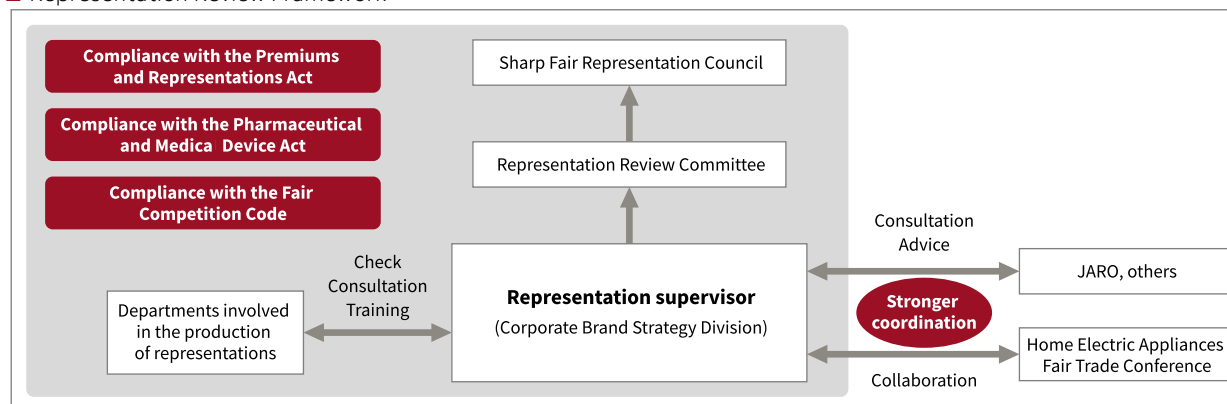 Representation Review Framework
Compliance with the Premiums
and Representations Act
Compliance with the Pharmaceutical
and Medica Device Act
Compliance with the Fair
Competition Code
Sharp Fair Representation Council
Representation Review Committee
Check
Consultation
Training
Departments involved
in the production
of representations
Representation supervisor
(Corporate Brand Strategy Division)
Consultation
Advice
JARO, others
Stronger
coordination
Home Electric Appliances
Fair Trade Conference
Collaboration